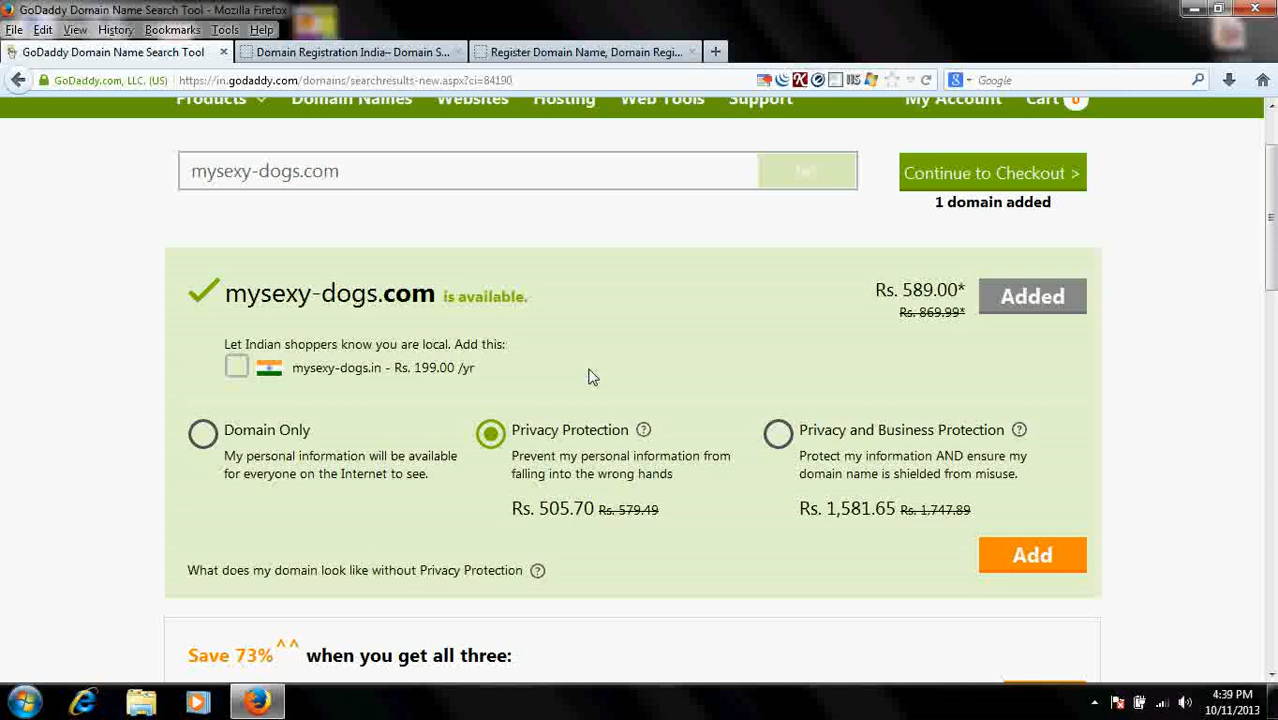 GoDaddy Domain Name Search Tool - Mozilla Firefox
File Edit View History Bookmarks Tools Help
GoDaddy Domain Name Search Tool × Domain Registration India– Domain S... × Register Domain Name, Domain Regi... × +
GoDaddy.com, LLC. (US) https://in.godaddy.com/domains/searchresults-new.aspx?ci=84190 Google
Products Domain Names Websites Hosting Web Tools Support My Account Cart 0
mysexy-dogs.com Continue to Checkout >
1 domain added
mysexy-dogs.com is available. Rs. 589.00* Added
Rs. 869.99*
Let Indian shoppers know you are local. Add this:
mysexy-dogs.in - Rs. 199.00 /yr
Domain Only Privacy Protection ? Privacy and Business Protection ?
My personal information will be available Prevent my personal information from Protect my information AND ensure my
for everyone on the Internet to see. falling into the wrong hands domain name is shielded from misuse.
Rs. 505.70 Rs. 579.49 Rs. 1,581.65 Rs. 1,747.89
Add
What does my domain look like without Privacy Protection ?
Save 73%^^ when you get all three:
4:39 PM
10/11/2013